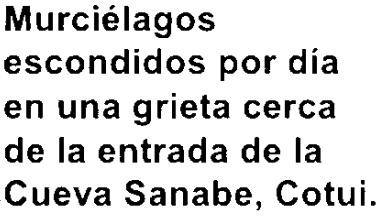 Murciélagos
escondidos por día
en una grieta cerca
de la entrada de la
Cueva Sanabe, Cotui.